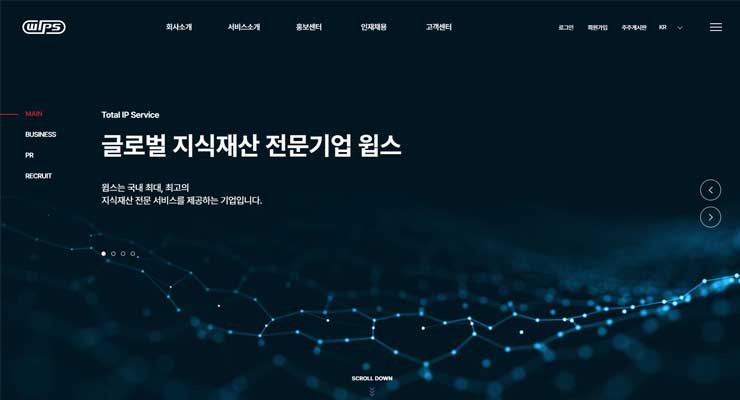 wips
회사소개
서비스소개
홍보센터
인재채용
고객센터
로그인
회원가입
주주게시판
KR
MAIN
BUSINESS
PR
RECRUIT
Total IP Service
글로벌 지식재산 전문기업 윕스
윕스는 국내 최대, 최고의
지식재산 전문 서비스를 제공하는 기업입니다.
SCROLL DOWN